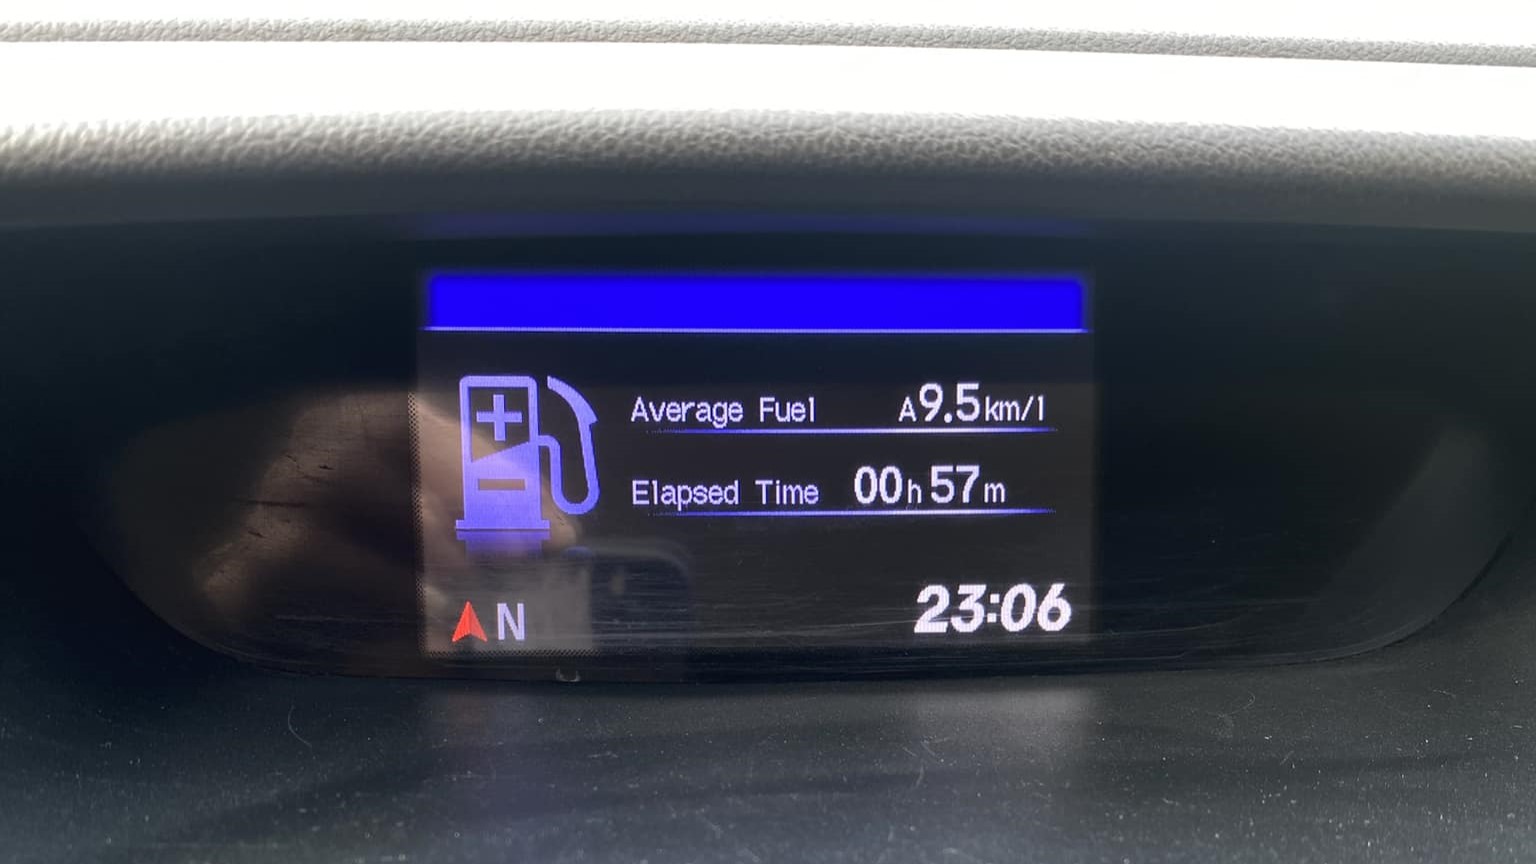 Average Fuel A9.5km/l
Elapsed Time 00h57m
N 23:06